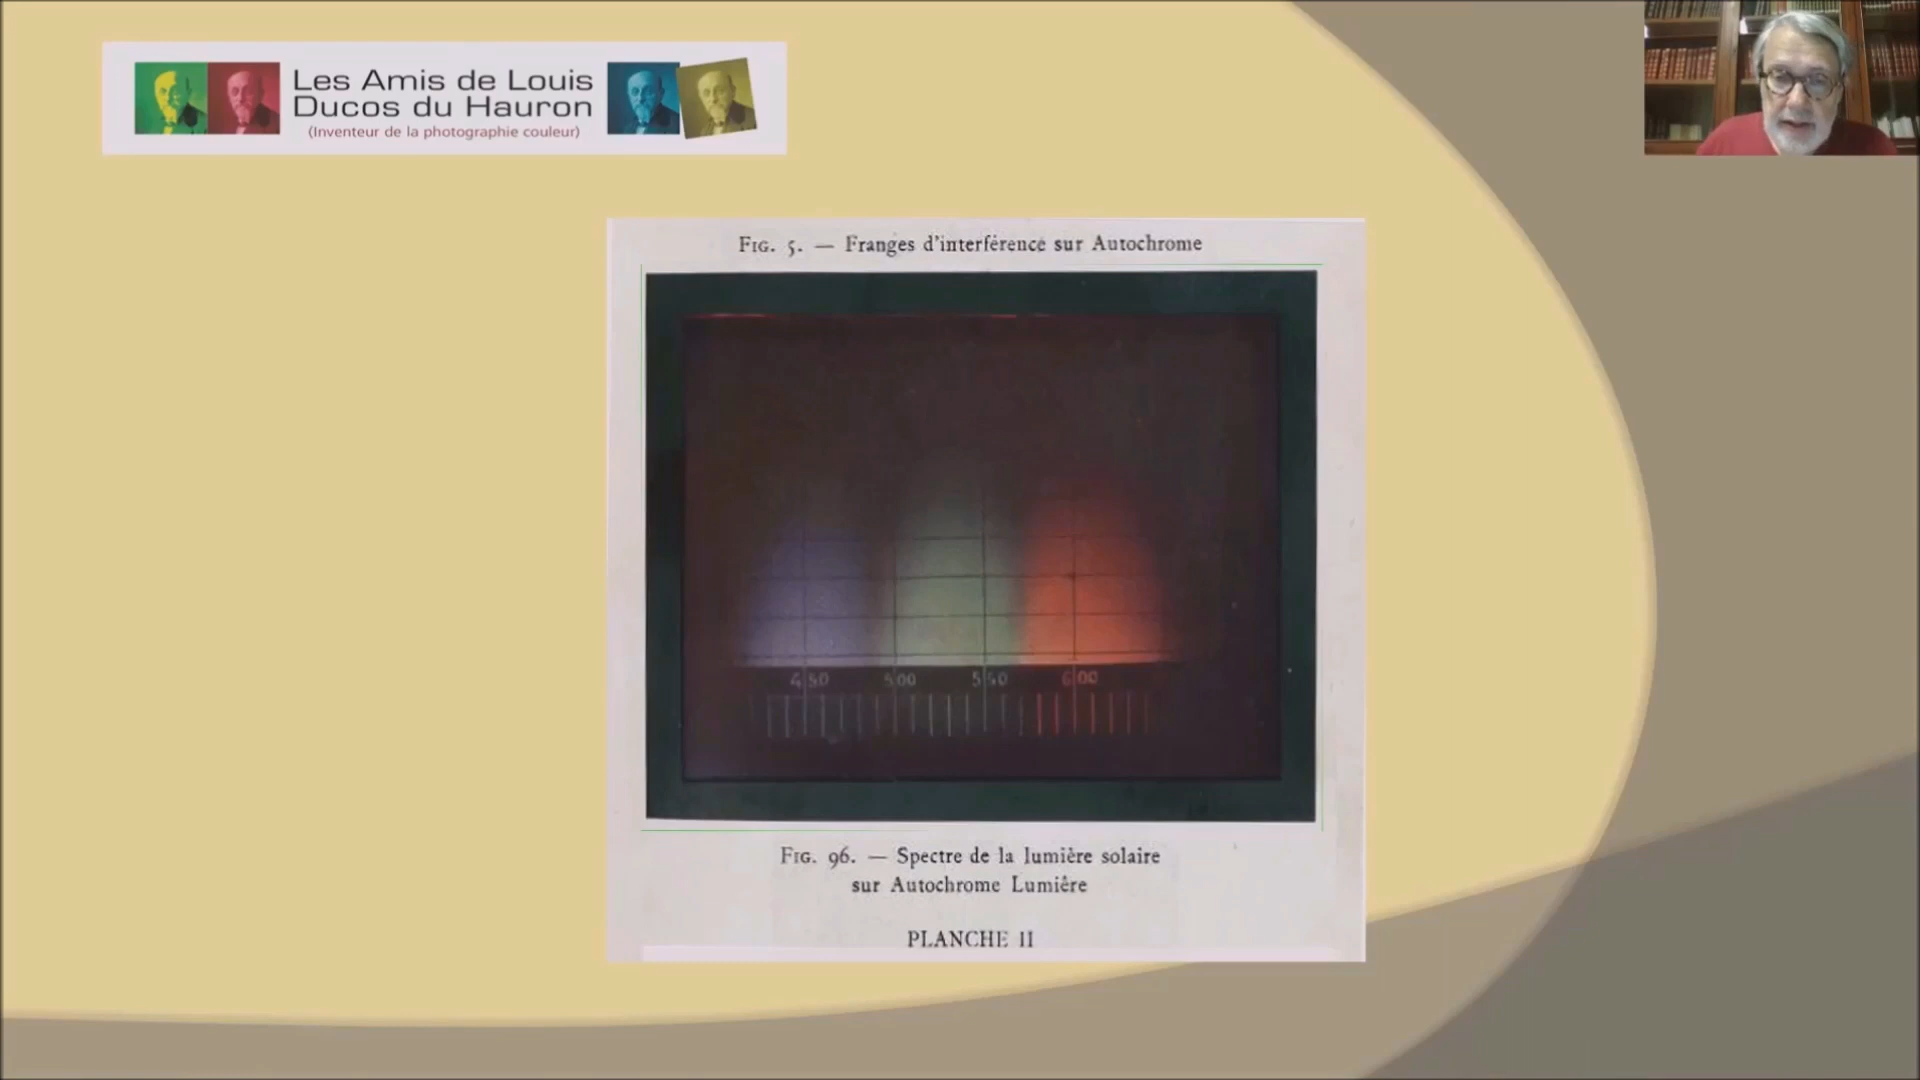 Les Amis de Louis
Ducos du Hauron
(Inventeur de la photographie couleur)
FIG. 5. — Franges d'interférence sur Autochrome
450 500 550 600
FIG. 96. — Spectre de la lumière solaire
sur Autochrome Lumière
PLANCHE II